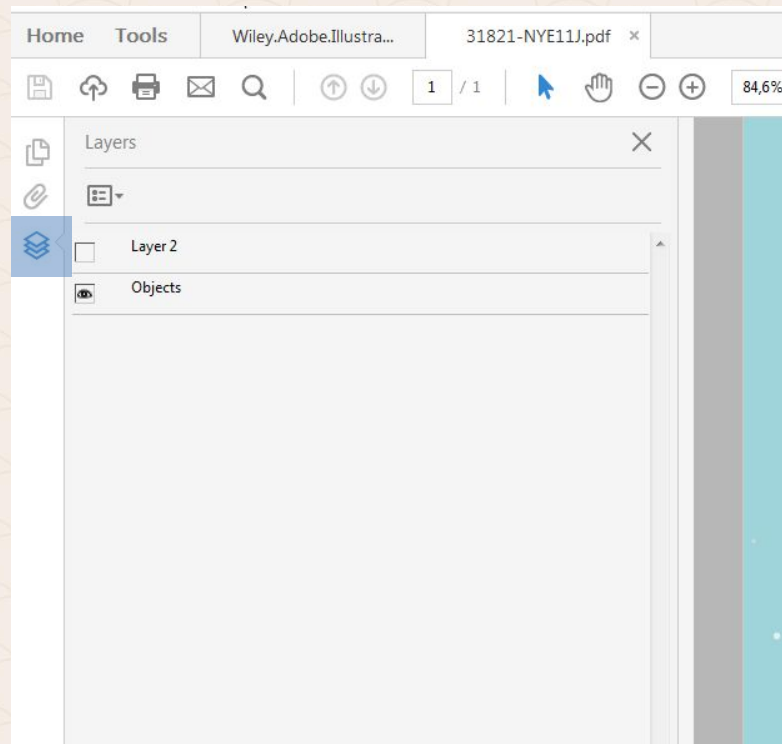 Home Tools Wiley.Adobe.Illustra... 31821-NYE11J.pdf ×
1 / 1 84,6%
Layers
Layer 2
Objects